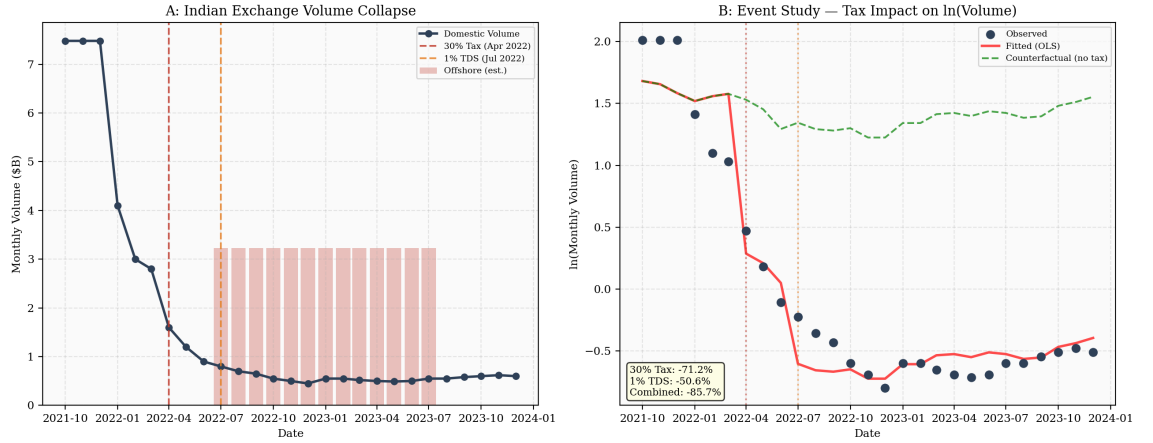 A: Indian Exchange Volume Collapse
Monthly Volume ($B)
7
6
5
4
3
2
1
0
Domestic Volume
30% Tax (Apr 2022)
1% TDS (Jul 2022)
Offshore (est.)
2021-10 2022-01 2022-04 2022-07 2022-10 2023-01 2023-04 2023-07 2023-10 2024-01
Date
B: Event Study — Tax Impact on ln(Volume)
ln(Monthly Volume)
2.0
1.5
1.0
0.5
0.0
−0.5
Observed
Fitted (OLS)
Counterfactual (no tax)
30% Tax: -71.2%
1% TDS: -50.6%
Combined: -85.7%
2021-10 2022-01 2022-04 2022-07 2022-10 2023-01 2023-04 2023-07 2023-10 2024-01
Date